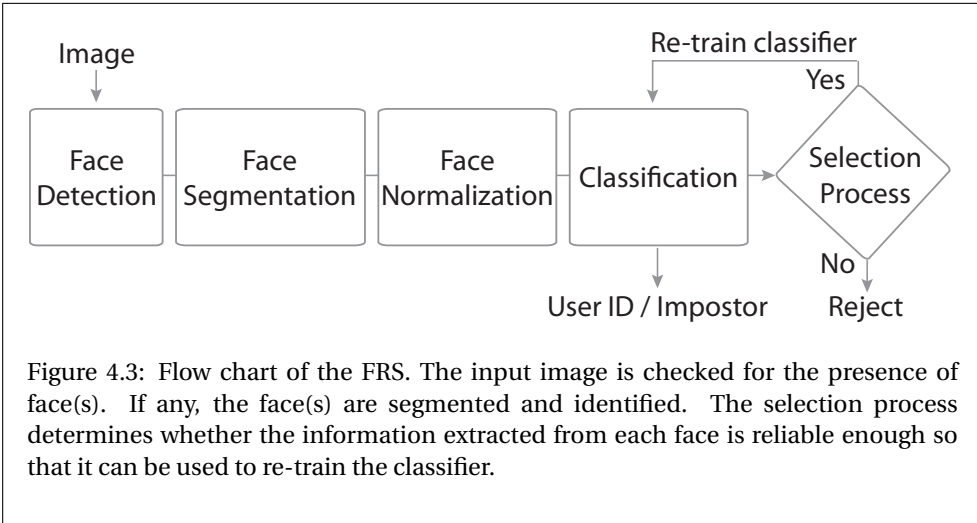 Re-train classifier
Image
Yes
Face
Detection
Face
Segmentation
Face
Normalization
Classification
Selection
Process
No
User ID / Impostor
Reject
Figure 4.3: Flow chart of the FRS. The input image is checked for the presence of
face(s). If any, the face(s) are segmented and identified. The selection process
determines whether the information extracted from each face is reliable enough so
that it can be used to re-train the classifier.